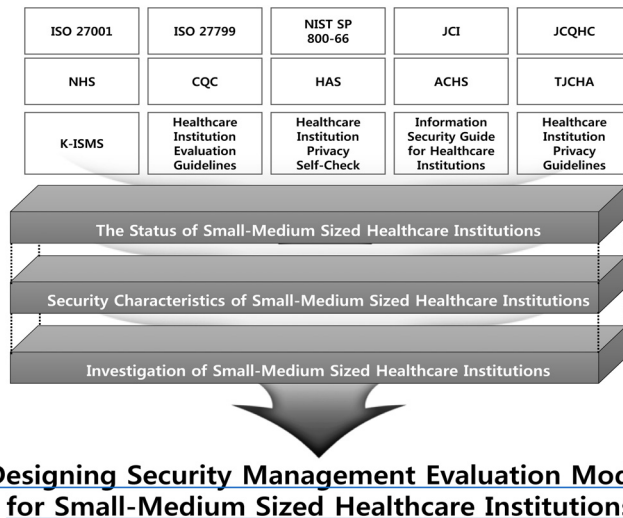 ISO 27001
ISO 27799
NIST SP
800-66
JCI
JCQHC
NHS
CQC
HAS
ACHS
TJCHA
K-ISMS
Healthcare
Institution
Evaluation
Guidelines
Healthcare
Institution
Privacy
Self-Check
Information
Security Guide
for Healthcare
Institutions
Healthcare
Institution
Privacy
Guidelines
The Status of Small-Medium Sized Healthcare Institutions
Security Characteristics of Small-Medium Sized Healthcare Institutions
Investigation of Small-Medium Sized Healthcare Institutions
Designing Security Management Evaluation Mod
for Small-Medium Sized Healthcare Institutions